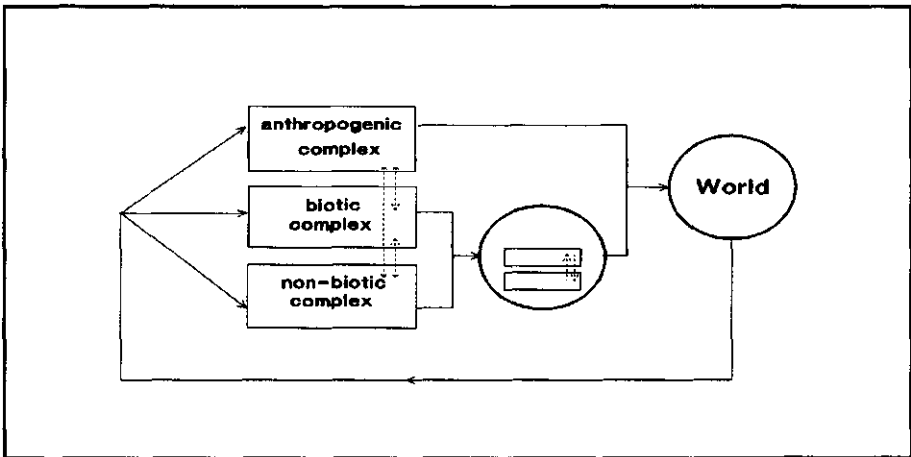 anthropogenic
complex
biotic
complex
non-biotic
complex
World